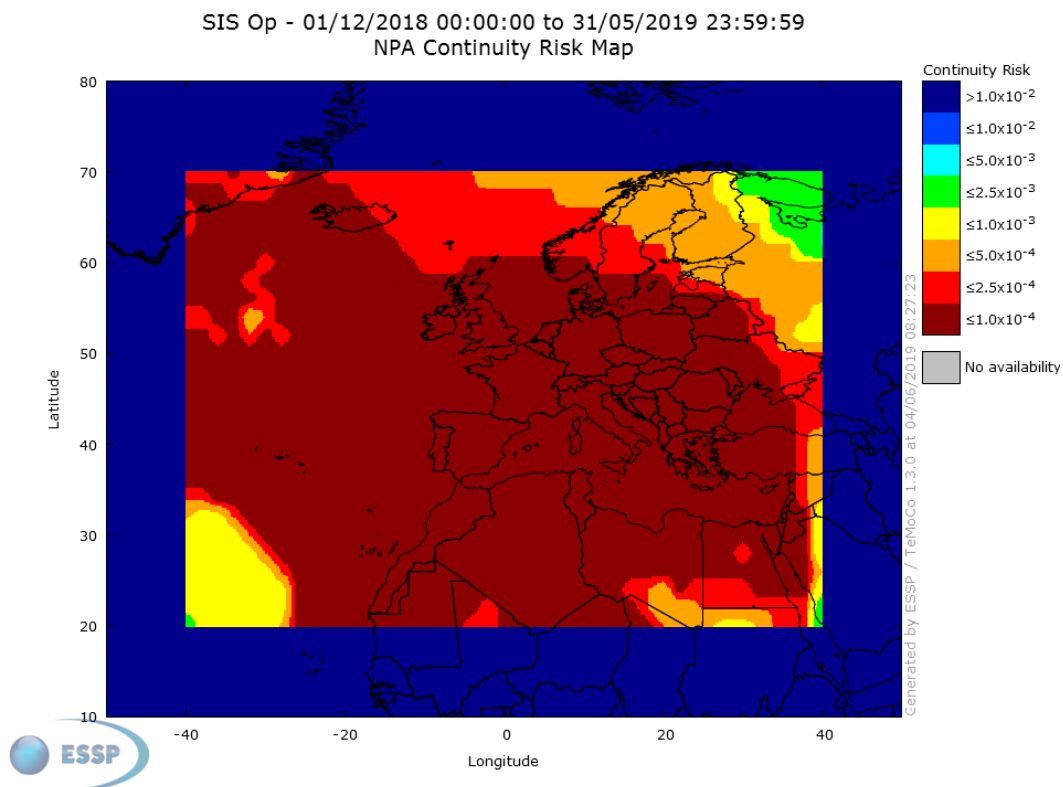 SIS Op - 01/12/2018 00:00:00 to 31/05/2019 23:59:59
NPA Continuity Risk Map
Continuity Risk
>1.0x10⁻²
≤1.0x10⁻²
≤5.0x10⁻³
≤2.5x10⁻³
≤1.0x10⁻³
≤5.0x10⁻⁴
≤2.5x10⁻⁴
≤1.0x10⁻⁴
No availability
80
70
60
50
40
30
20
10
Latitude
-40
-20
0
20
40
Longitude
Generated by ESSP / TeMoCo 1.3.0 at 04/06/2019 08:27:23
ESSP